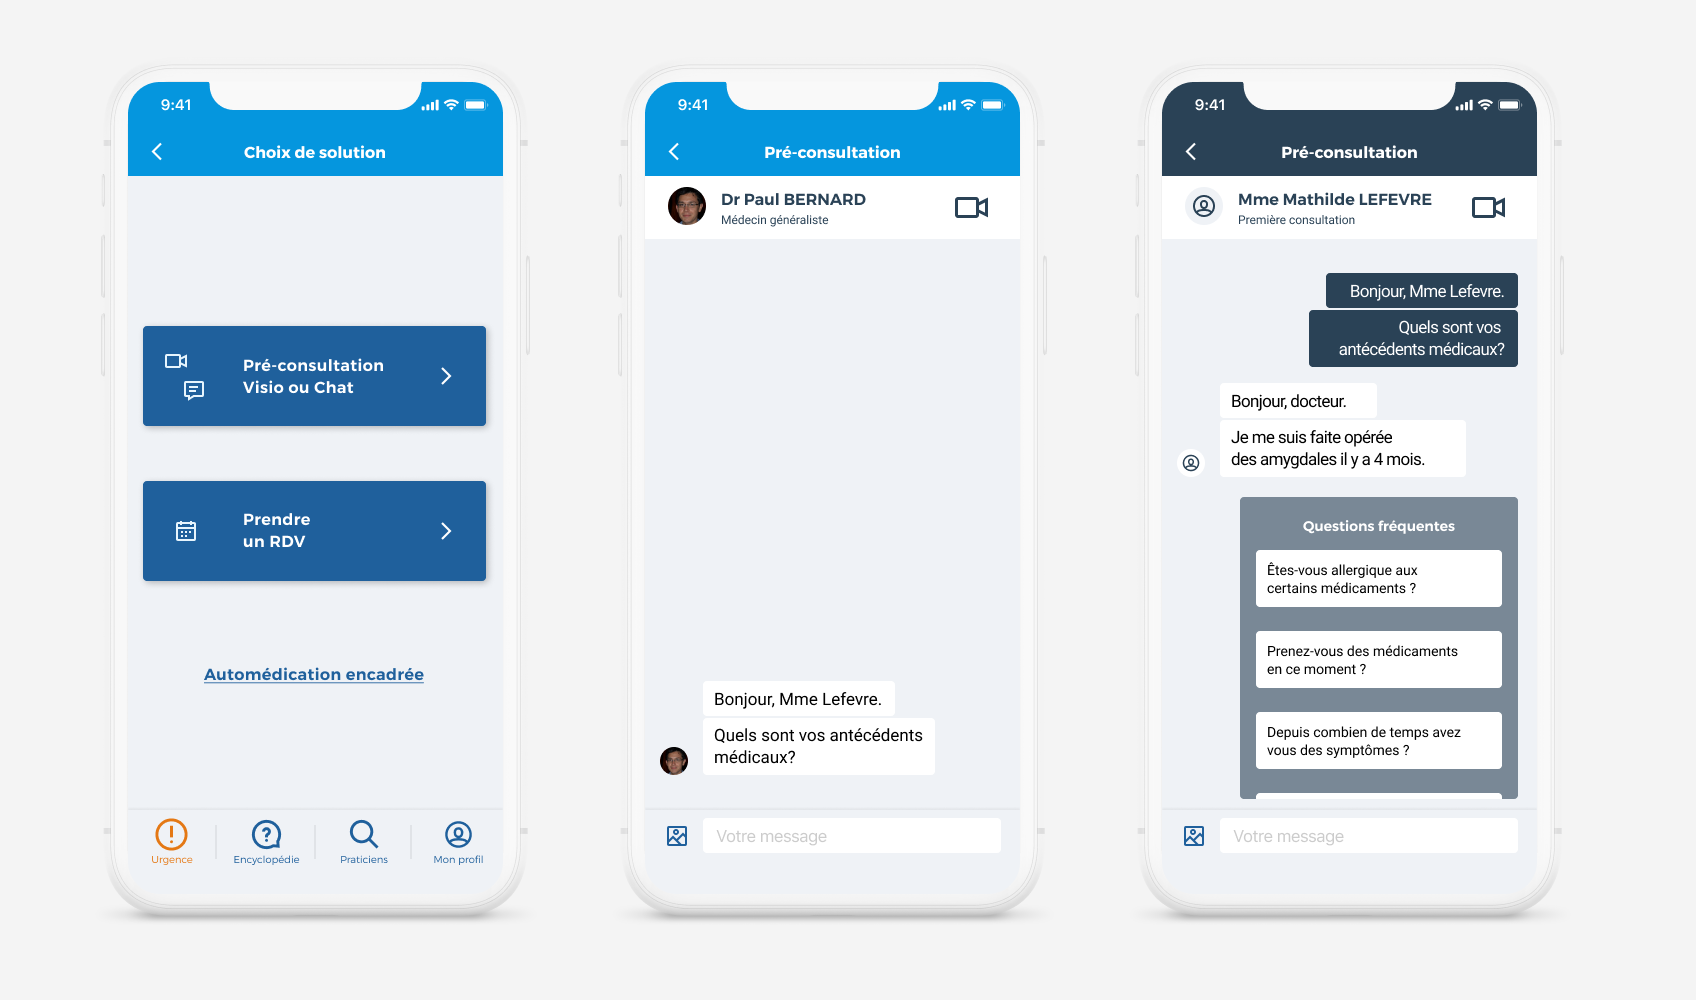 9:41
Choix de solution
Pré-consultation
Visio ou Chat
Prendre
un RDV
Automédication encadrée
Urgence
Encyclopédie
Praticiens
Mon profil
9:41
Pré-consultation
Dr Paul BERNARD
Médecin généraliste
Bonjour, Mme Lefevre.
Quels sont vos antécédents
médicaux?
Votre message
9:41
Pré-consultation
Mme Mathilde LEFEVRE
Première consultation
Bonjour, Mme Lefevre.
Quels sont vos
antécédents médicaux?
Bonjour, docteur.
Je me suis faite opérée
des amygdales il y a 4 mois.
Questions fréquentes
Êtes-vous allergique aux
certains médicaments ?
Prenez-vous des médicaments
en ce moment ?
Depuis combien de temps avez
vous des symptômes ?
Votre message